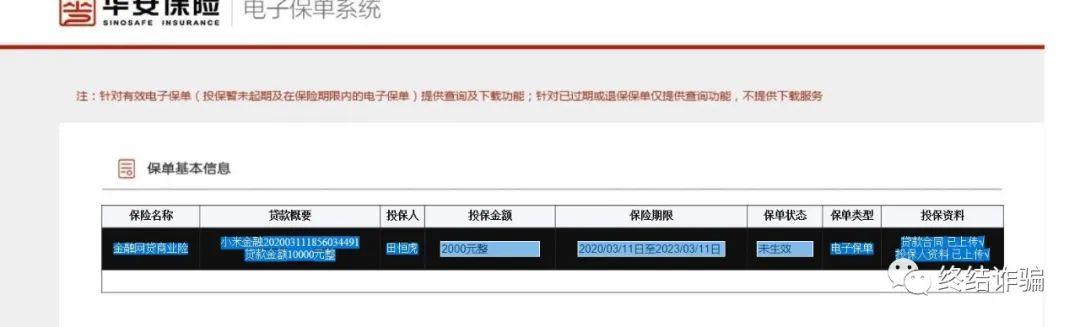 华安保险
SINOSAFE INSURANCE
电子保单系统
注：针对有效电子保单（投保暂未起期及在保险期限内的电子保单）提供查询及下载功能；针对已过期或退保保单仅提供查询功能，不提供下载服务
保单基本信息
保险名称 贷款概要 投保人 投保金额 保险期限 保单状态 保单类型 投保资料
金融网贷商业险 小米金融202003111856034491 田恒虎 2000元整 2020/03/11日至2023/03/11日 未生效 电子保单 贷款合同 已上传√
贷款金额10000元整 投保人资料 已上传√
终结诈骗